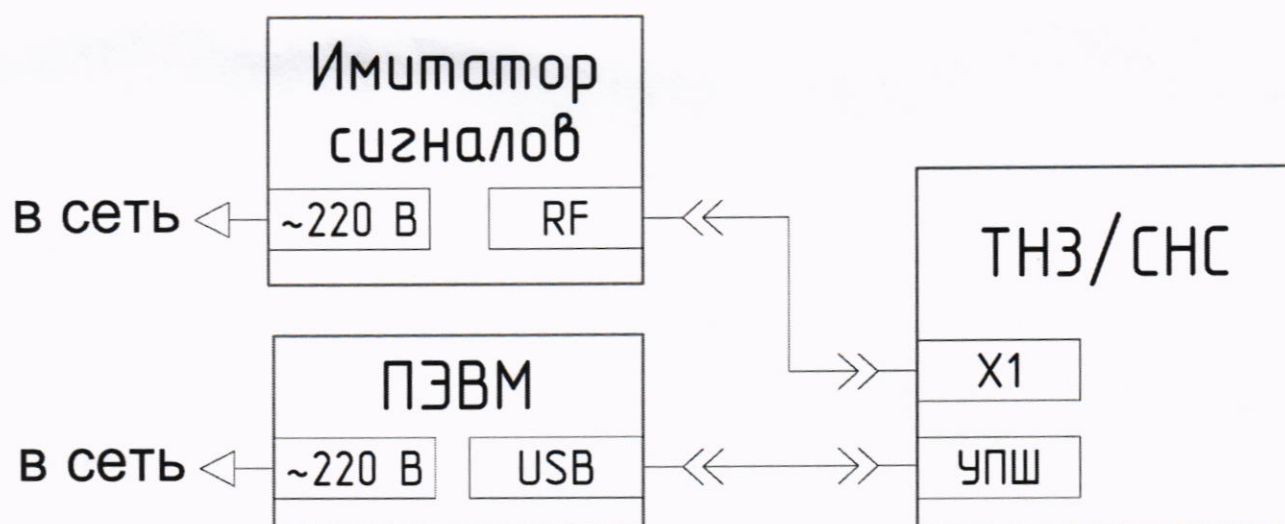 Имитатор
сигналов
в сеть
~220 В
RF
ТНЗ/СНС
X1
ПЭВМ
в сеть
~220 В
USB
УПШ